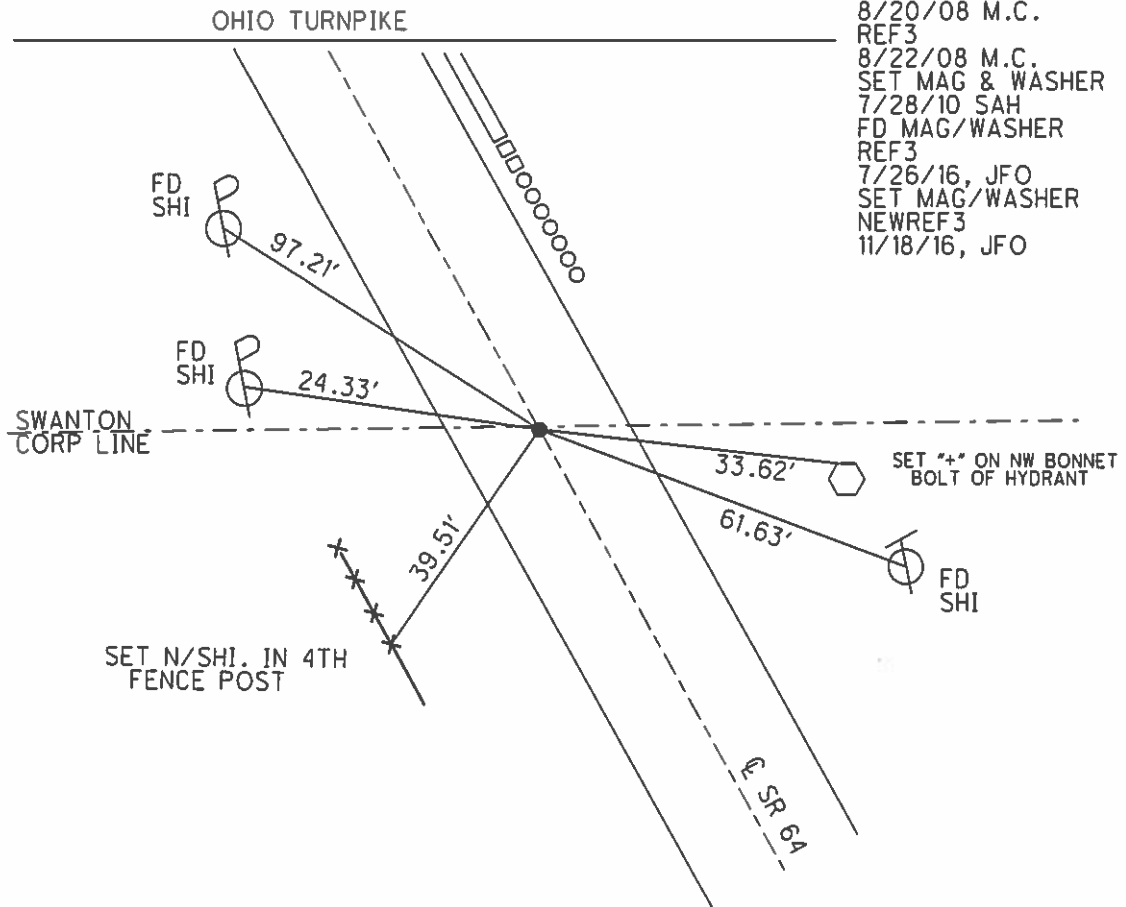 OHIO TURNPIKE
8/20/08 M.C.
REF3
8/22/08 M.C.
SET MAG & WASHER
7/28/10 SAH
FD MAG/WASHER
REF3
7/26/16, JFO
SET MAG/WASHER
NEWREF3
11/18/16, JFO
FD
SHI
97.21'
FD
SHI
24.33'
SWANTON
CORP LINE
33.62'
SET "+" ON NW BONNET
BOLT OF HYDRANT
61.63'
FD
SHI
39.51'
SET N/SHI. IN 4TH
FENCE POST
℄ SR 64